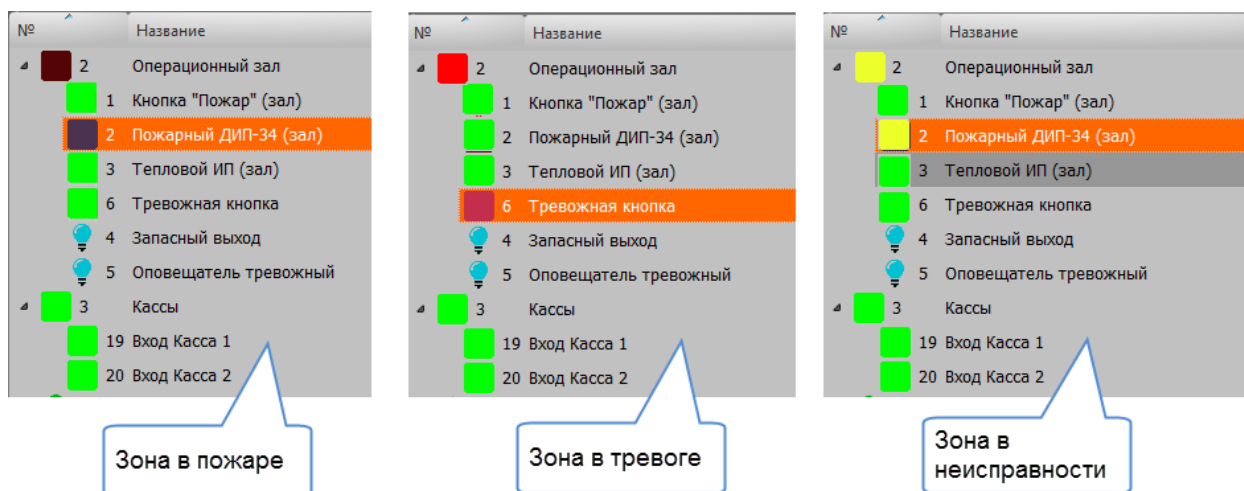 № Название
2 Операционный зал
1 Кнопка "Пожар" (зал)
2 Пожарный ДИП-34 (зал)
3 Тепловой ИП (зал)
6 Тревожная кнопка
4 Запасный выход
5 Оповещатель тревожный
3 Кассы
19 Вход Касса 1
20 Вход Касса 2
Зона в пожаре
№ Название
2 Операционный зал
1 Кнопка "Пожар" (зал)
2 Пожарный ДИП-34 (зал)
3 Тепловой ИП (зал)
6 Тревожная кнопка
4 Запасный выход
5 Оповещатель тревожный
3 Кассы
19 Вход Касса 1
20 Вход Касса 2
Зона в тревоге
№ Название
2 Операционный зал
1 Кнопка "Пожар" (зал)
2 Пожарный ДИП-34 (зал)
3 Тепловой ИП (зал)
6 Тревожная кнопка
4 Запасный выход
5 Оповещатель тревожный
3 Кассы
19 Вход Касса 1
20 Вход Касса 2
Зона в
неисправности